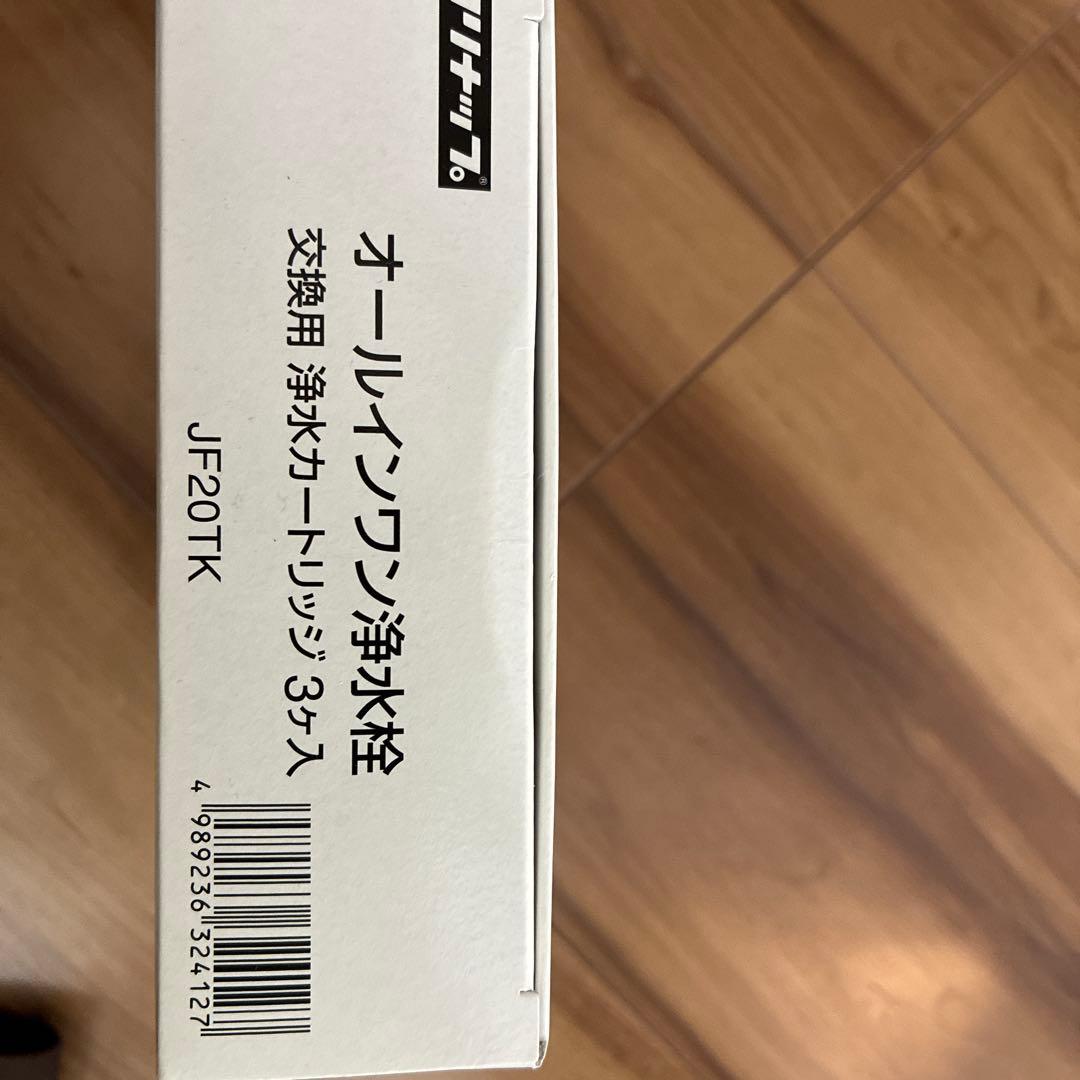 クリナップ®
オールインワン浄水栓
交換用 浄水カートリッジ 3ヶ入
JF20TK
4 989236 324127